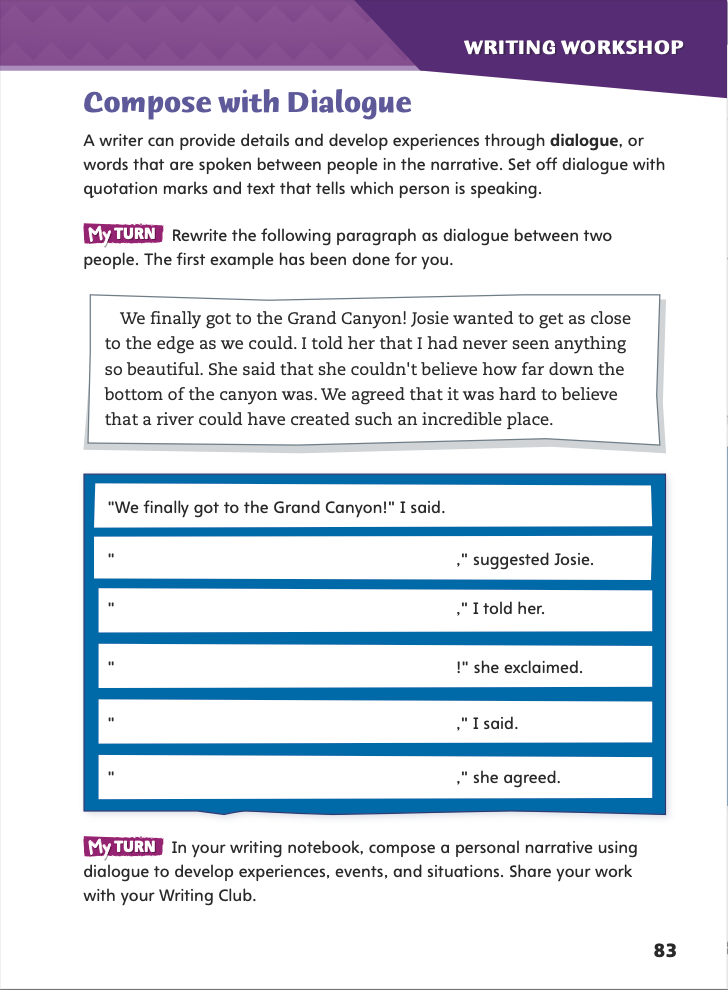 WRITING WORKSHOP
Compose with Dialogue
A writer can provide details and develop experiences through dialogue, or
words that are spoken between people in the narrative. Set off dialogue with
quotation marks and text that tells which person is speaking.
My TURN Rewrite the following paragraph as dialogue between two
people. The first example has been done for you.
We finally got to the Grand Canyon! Josie wanted to get as close
to the edge as we could. I told her that I had never seen anything
so beautiful. She said that she couldn't believe how far down the
bottom of the canyon was. We agreed that it was hard to believe
that a river could have created such an incredible place.
"We finally got to the Grand Canyon!" I said.
" ," suggested Josie.
" ," I told her.
" !" she exclaimed.
" ," I said.
" ," she agreed.
My TURN In your writing notebook, compose a personal narrative using
dialogue to develop experiences, events, and situations. Share your work
with your Writing Club.
83